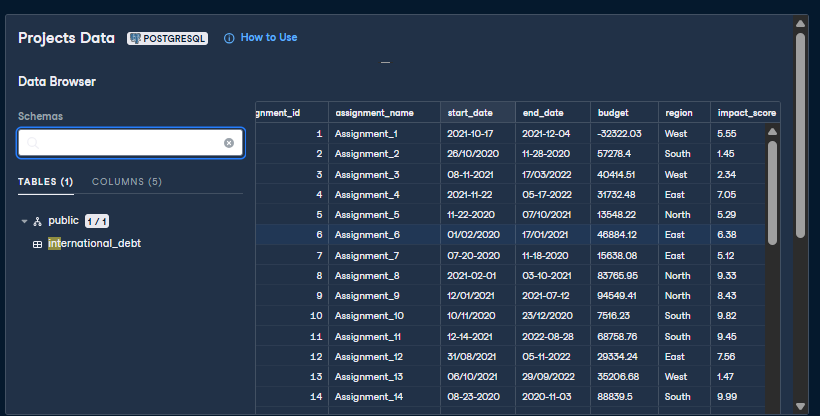 Projects Data POSTGRESQL How to Use
Data Browser
Schemas
TABLES (1) COLUMNS (5)
public 1 / 1
international_debt
gnment_id assignment_name start_date end_date budget region impact_score
1 Assignment_1 2021-10-17 2021-12-04 -32322.03 West 5.55
2 Assignment_2 26/10/2020 11-28-2020 57278.4 South 1.45
3 Assignment_3 08-11-2021 17/03/2022 40414.51 West 2.34
4 Assignment_4 2021-11-22 05-17-2022 31732.48 East 7.05
5 Assignment_5 11-22-2020 07/10/2021 13548.22 North 5.29
6 Assignment_6 01/02/2020 17/01/2021 46884.12 East 6.38
7 Assignment_7 07-20-2020 11-18-2020 15638.08 East 5.12
8 Assignment_8 2021-02-01 03-10-2021 83765.95 North 9.33
9 Assignment_9 12/01/2021 2021-07-12 94549.41 North 8.43
10 Assignment_10 10/11/2020 23/12/2020 7516.23 South 9.82
11 Assignment_11 12-14-2021 2022-08-28 68758.76 South 9.45
12 Assignment_12 31/08/2021 05-11-2022 29334.24 East 7.56
13 Assignment_13 06/10/2021 29/09/2022 35206.68 West 1.47
14 Assignment_14 08-23-2020 2020-11-03 88839.5 South 9.99